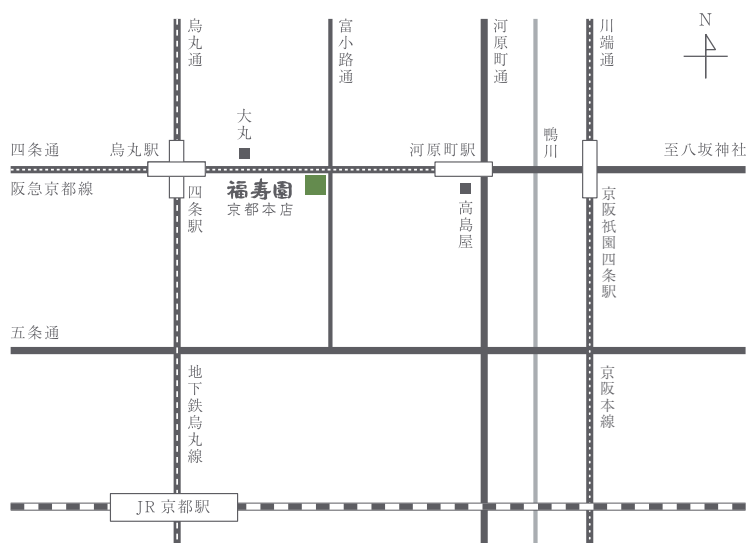 烏丸通
富小路通
河原町通
川端通
N
大丸
鴨川
四条通
烏丸駅
河原町駅
至八坂神社
阪急京都線
四条駅
福寿園
京都本店
高島屋
京阪祇園四条駅
五条通
地下鉄烏丸線
京阪本線
JR 京都駅